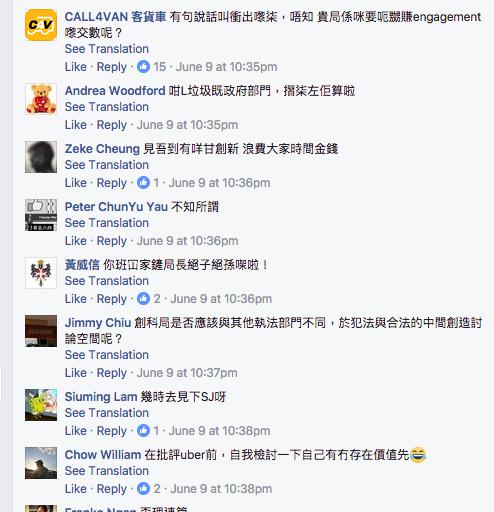 CALL4VAN 客貨車 有句說話叫衝出嚟柒，唔知 貴局係咪要呃嬲賺engagement
嚟交數呢？
See Translation
Like · Reply · 15 · June 9 at 10:35pm
Andrea Woodford 咁L垃圾既政府部門，摺柒左佢算啦
See Translation
Like · Reply · June 9 at 10:35pm
Zeke Cheung 見吾到有咩甘創新 浪費大家時間金錢
See Translation
Like · Reply · 1 · June 9 at 10:36pm
Peter ChunYu Yau 不知所謂
See Translation
Like · Reply · June 9 at 10:36pm
黃威信 你班冚家鏟局長絕子絕孫㗎啦！
See Translation
Like · Reply · 2 · June 9 at 10:36pm
Jimmy Chiu 創科局是否應該與其他執法部門不同，於犯法與合法的中間創造討
論空間呢？
See Translation
Like · Reply · June 9 at 10:37pm
Siuming Lam 幾時去見下SJ呀
See Translation
Like · Reply · 1 · June 9 at 10:38pm
Chow William 在批評uber前，自我檢討一下自己有冇存在價值先😂
See Translation
Like · Reply · 2 · June 9 at 10:38pm